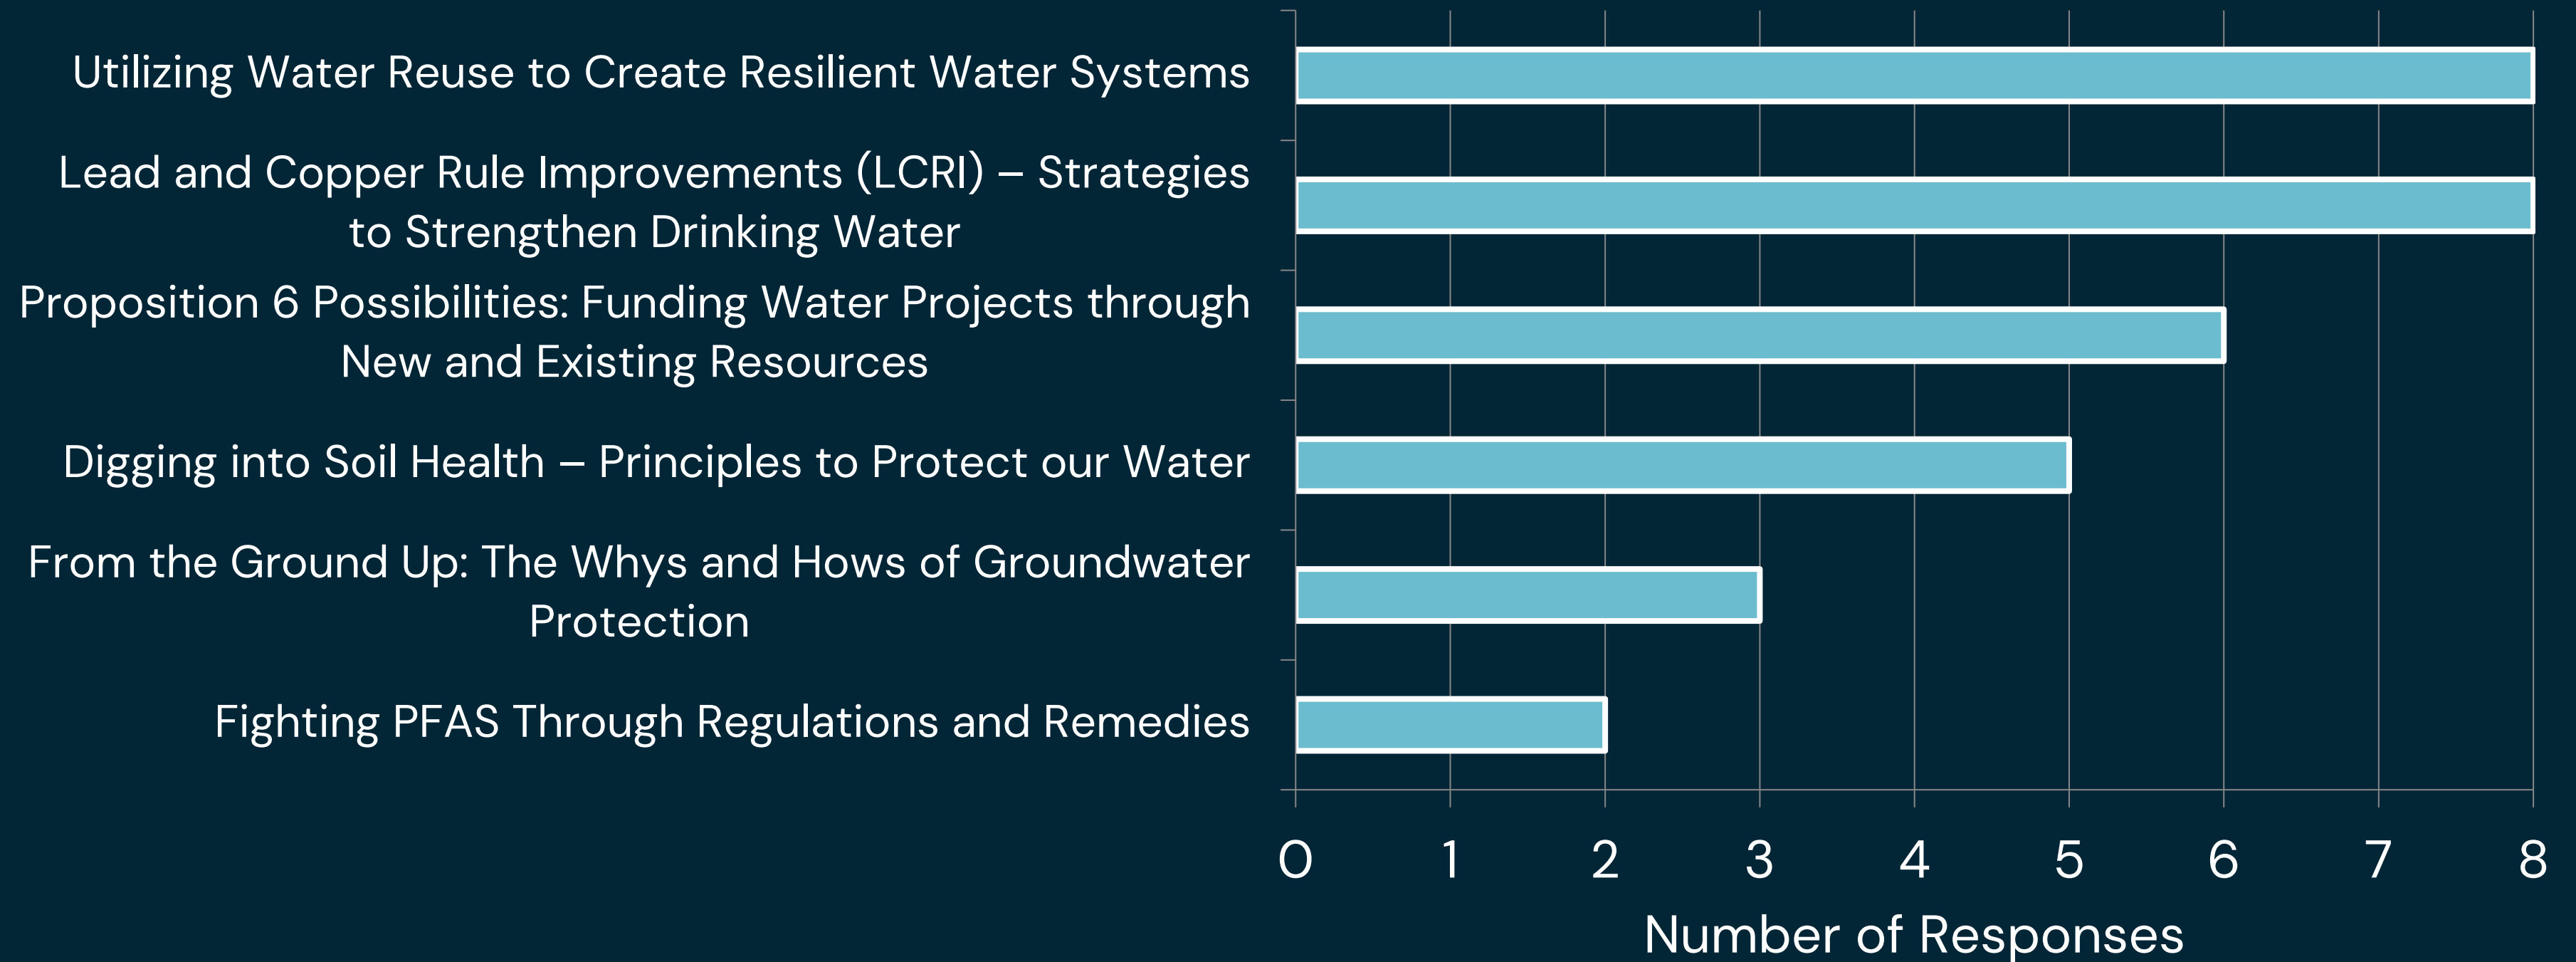 Utilizing Water Reuse to Create Resilient Water Systems
Lead and Copper Rule Improvements (LCRI) – Strategies
to Strengthen Drinking Water
Proposition 6 Possibilities: Funding Water Projects through
New and Existing Resources
Digging into Soil Health – Principles to Protect our Water
From the Ground Up: The Whys and Hows of Groundwater
Protection
Fighting PFAS Through Regulations and Remedies
0 1 2 3 4 5 6 7 8
Number of Responses